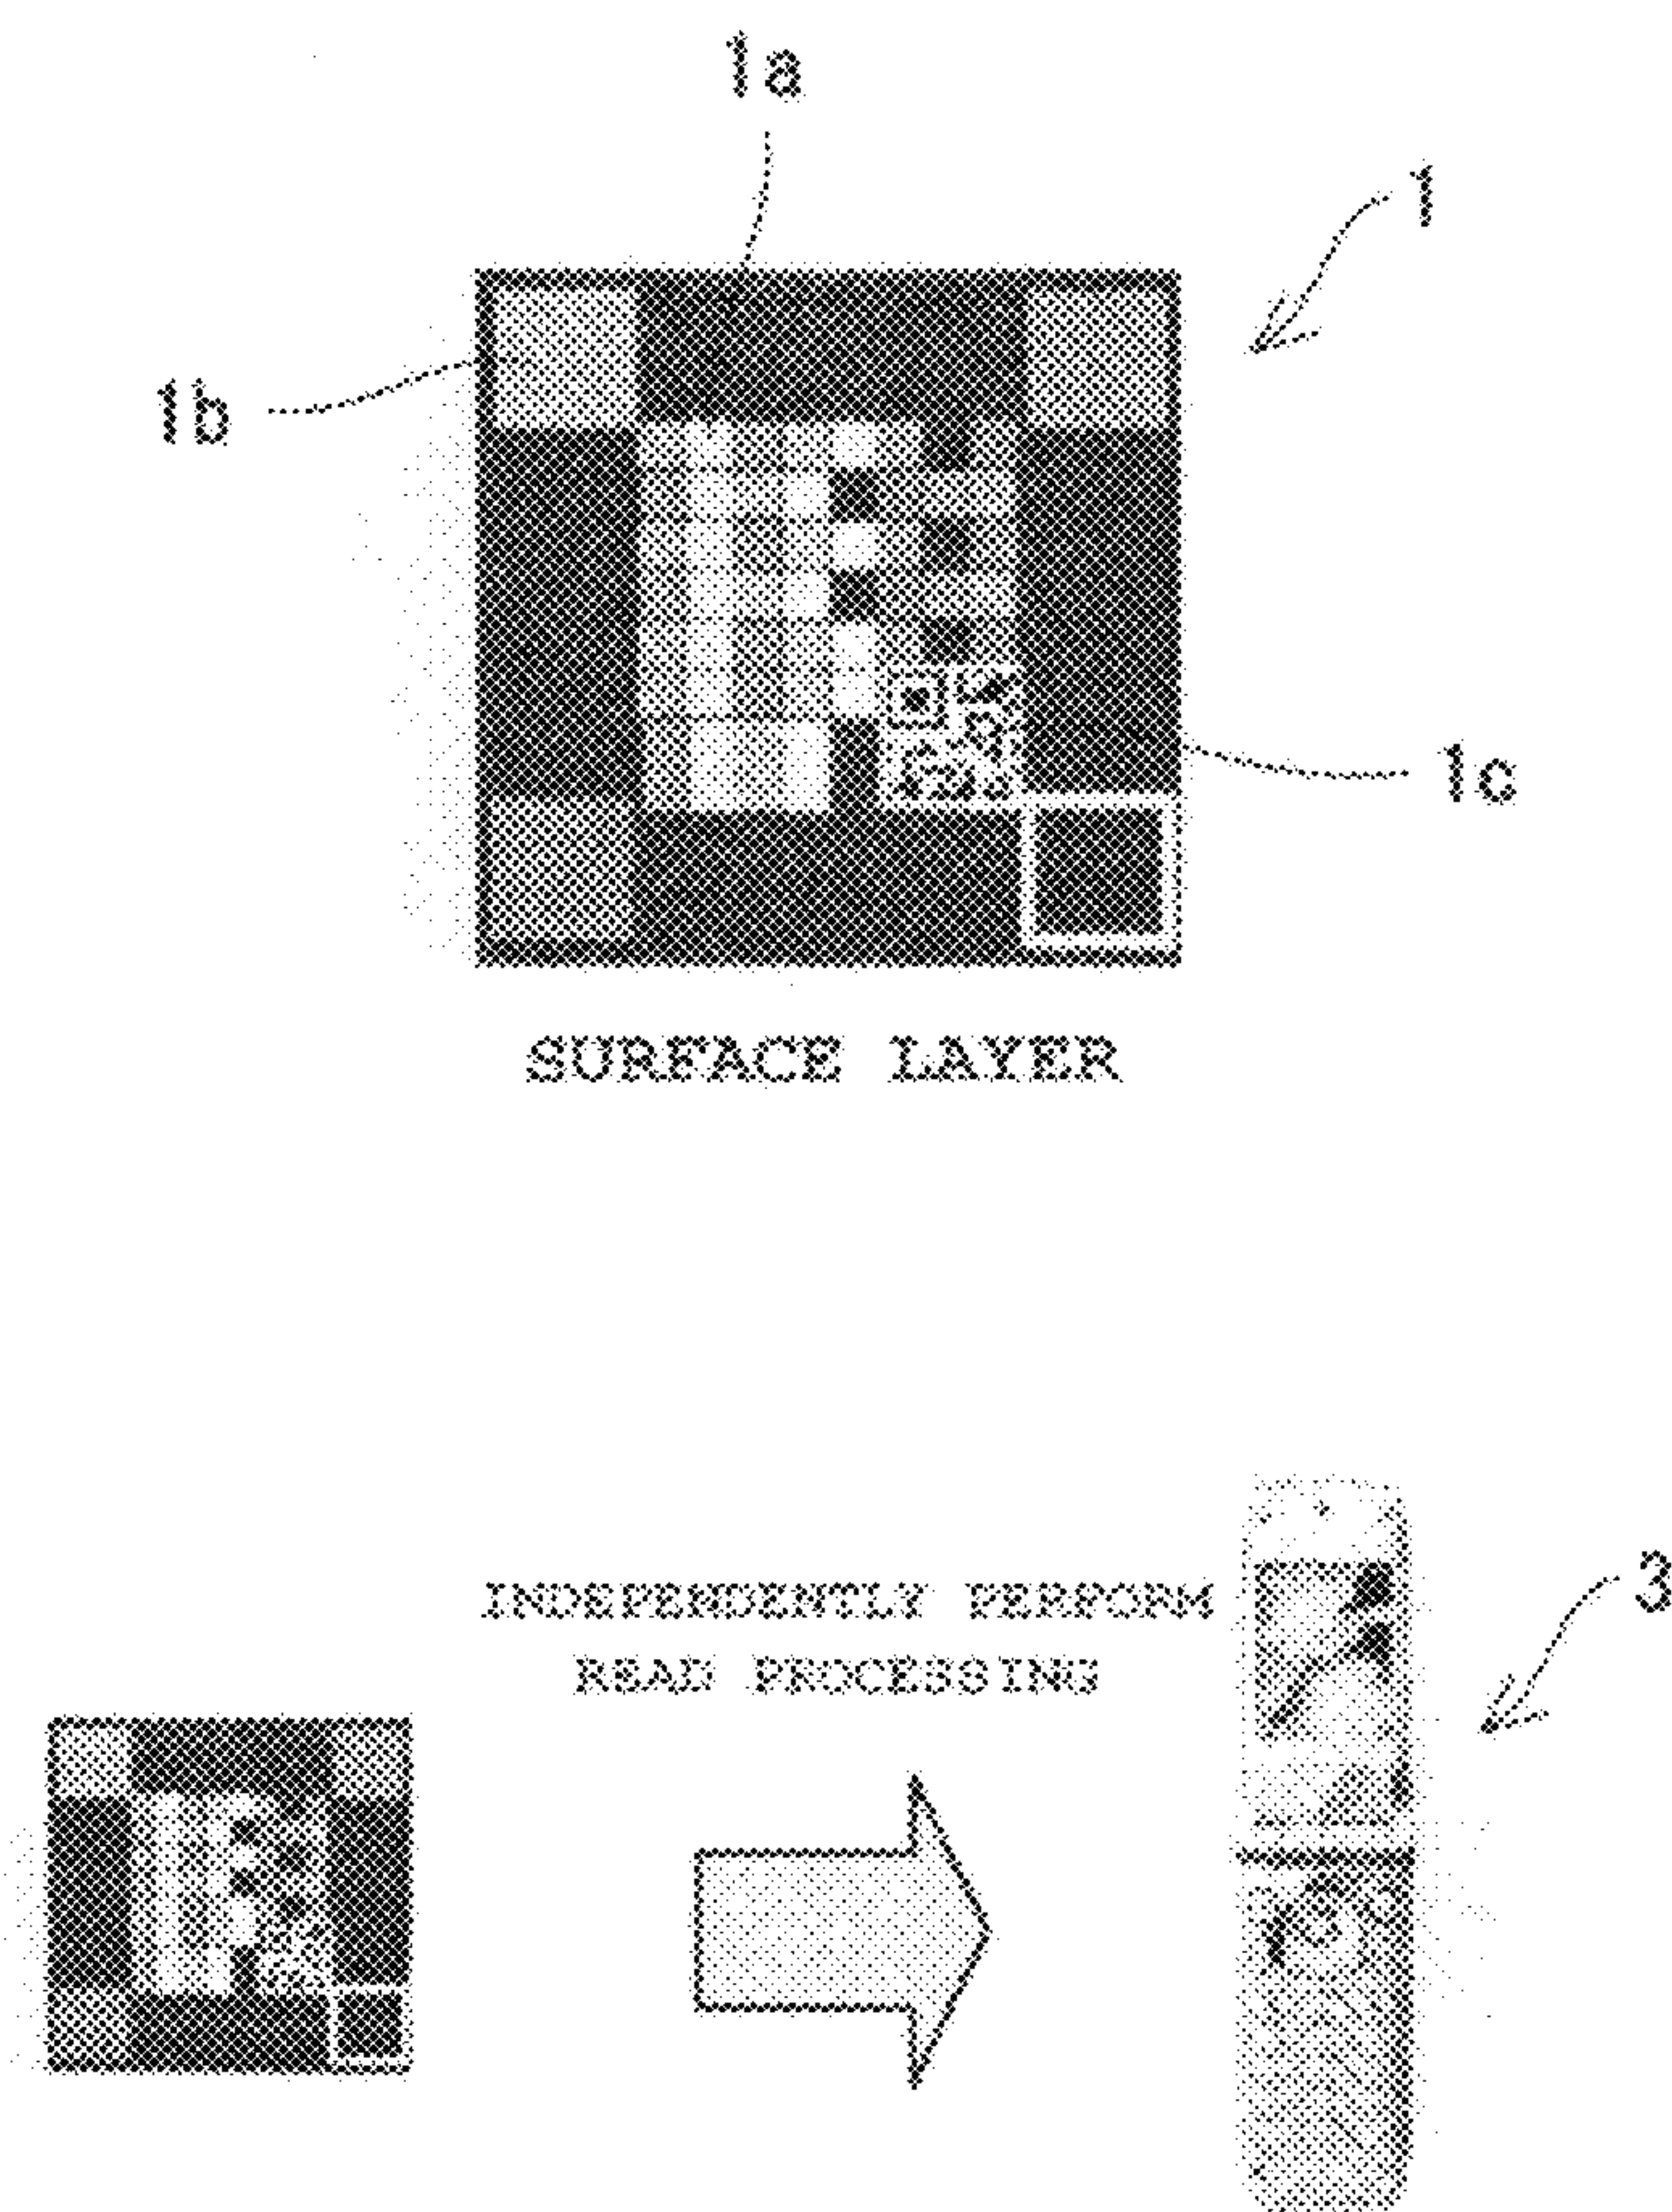 1a
1
1b
1c
SURFACE LAYER
INDEPENDENTLY PERFORM
READ PROCESSING
3